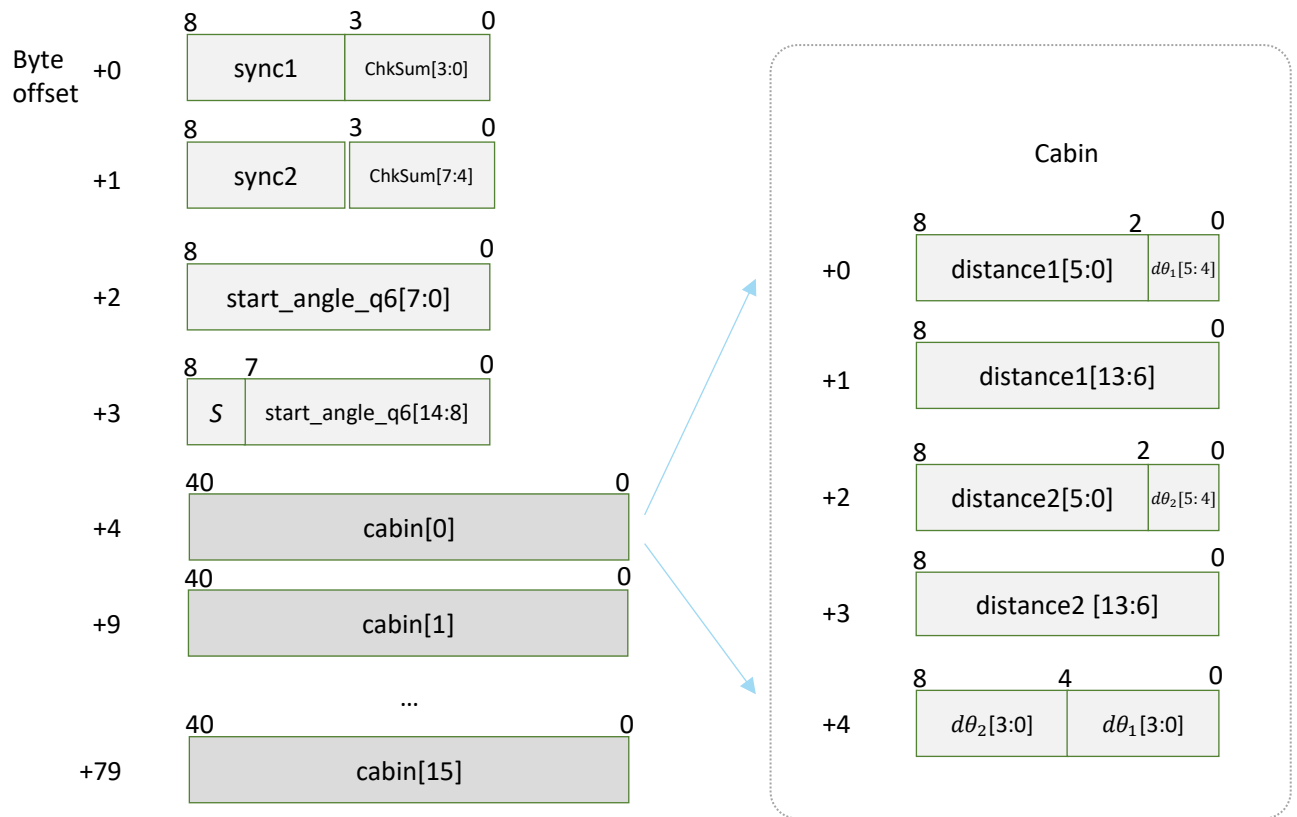 8 3 0
Byte
offset
+0
sync1
ChkSum[3:0]
8 3 0
+1
sync2
ChkSum[7:4]
8 0
+2
start_angle_q6[7:0]
8 7 0
+3
S
start_angle_q6[14:8]
40 0
+4
cabin[0]
40 0
+9
cabin[1]
...
40 0
+79
cabin[15]
Cabin
8 2 0
+0
distance1[5:0]
dθ₁[5:4]
8 0
+1
distance1[13:6]
8 2 0
+2
distance2[5:0]
dθ₂[5:4]
8 0
+3
distance2 [13:6]
8 4 0
+4
dθ₂[3:0]
dθ₁[3:0]